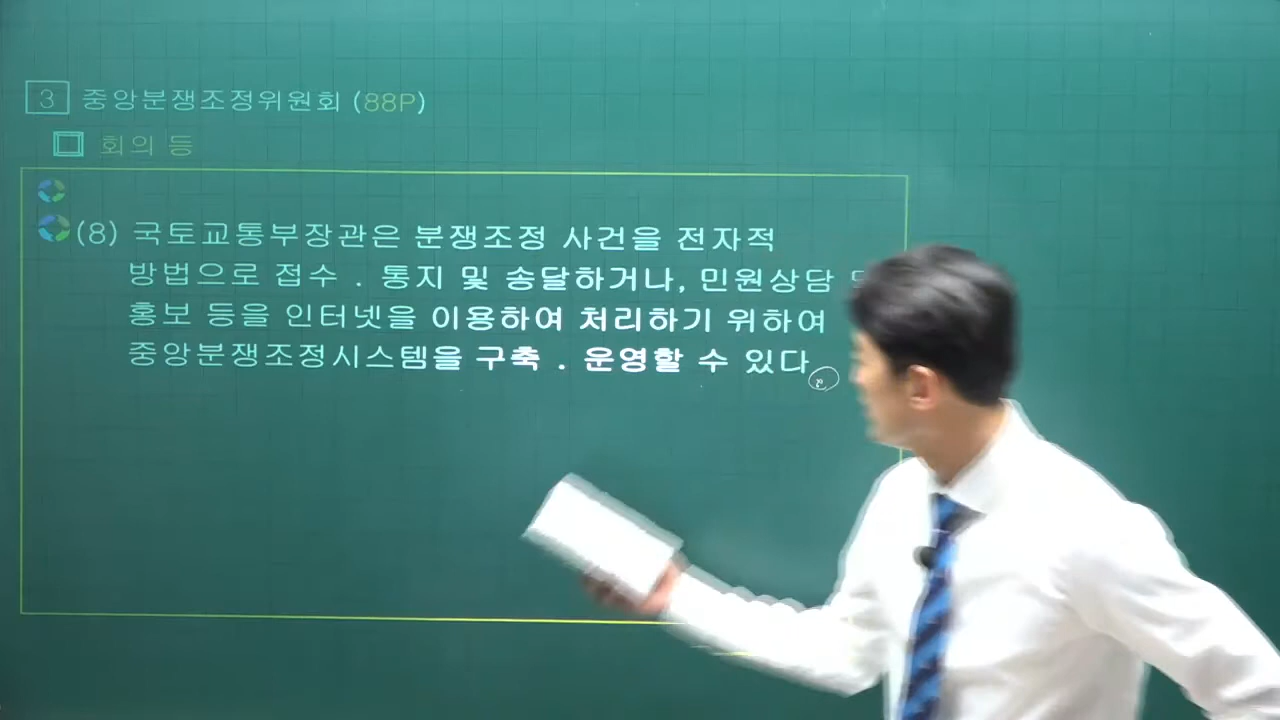 3 중앙분쟁조정위원회 (88P)
회의 등
(8) 국토교통부장관은 분쟁조정 사건을 전자적
방법으로 접수 . 통지 및 송달하거나, 민원상담
홍보 등을 인터넷을 이용하여 처리하기 위하여
중앙분쟁조정시스템을 구축 . 운영할 수 있다